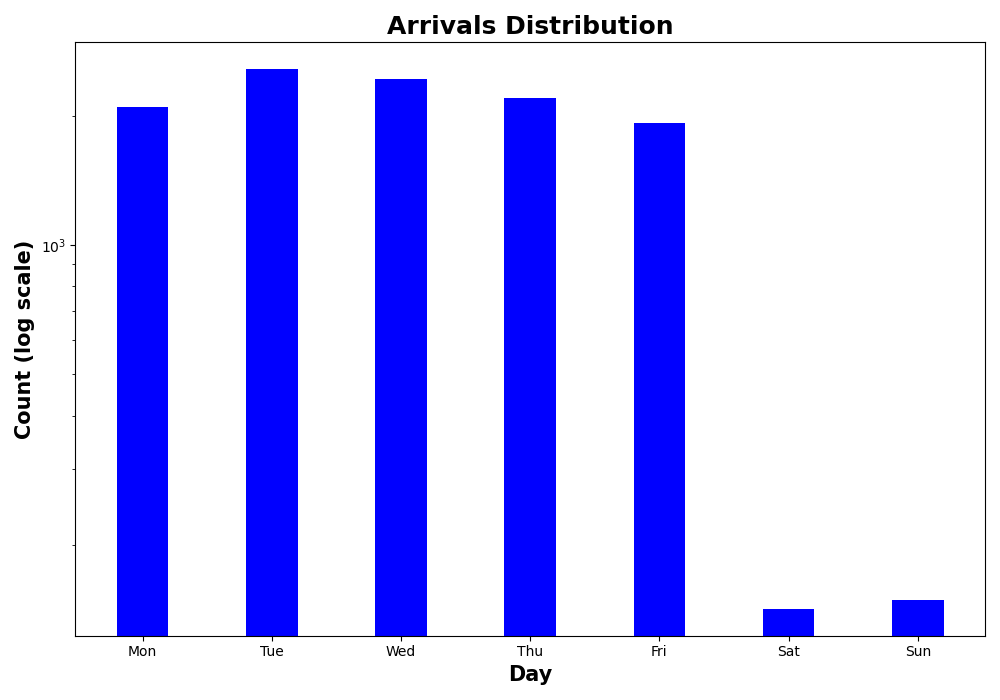 Arrivals Distribution
Count (log scale)
10³
Mon Tue Wed Thu Fri Sat Sun
Day